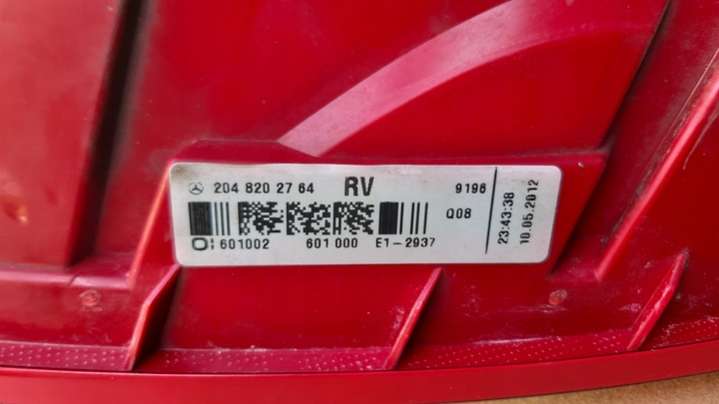 204 820 27 64 RV 9196
Q08
O: 601002 601 000 E1-2937
23:43:38
10.05.2012